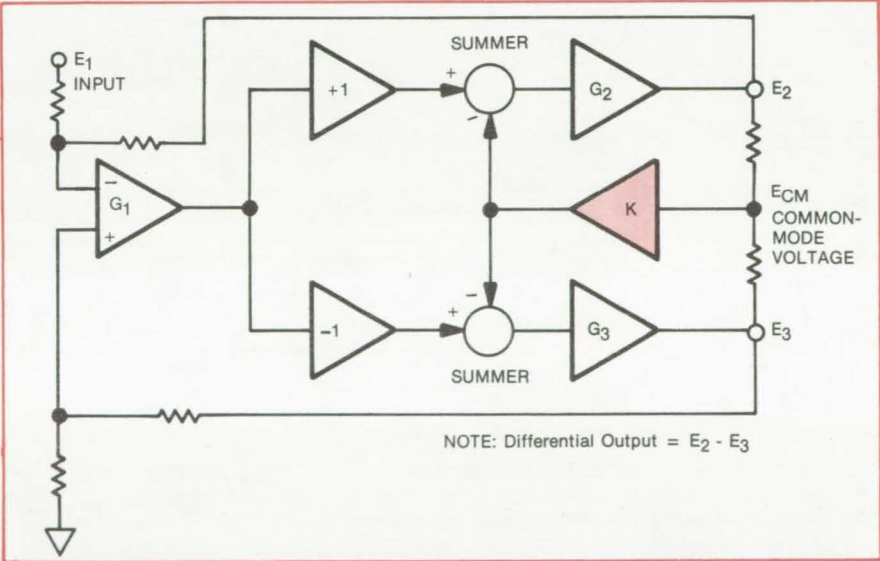 E₁
INPUT
SUMMER
+1
+
−
G₂
E₂
−
G₁
+
K
E_CM
COMMON-
MODE
VOLTAGE
−1
+
−
G₃
E₃
SUMMER
NOTE: Differential Output = E₂ - E₃